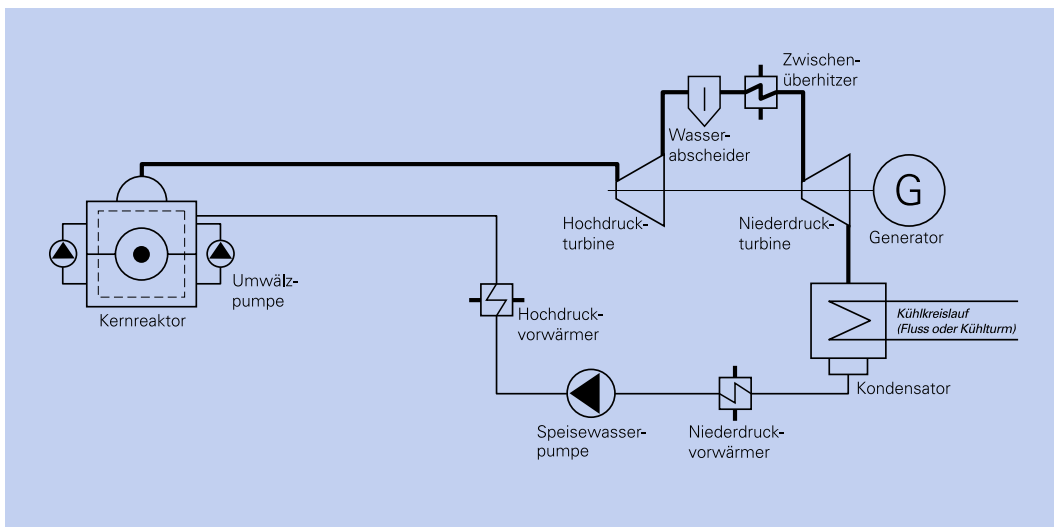 Zwischen-
überhitzer
Wasser-
abscheider
Hochdruck-
turbine
Niederdruck-
turbine
G
Generator
Umwälz-
pumpe
Kernreaktor
Hochdruck-
vorwärmer
Kühlkreislauf
(Fluss oder Kühlturm)
Kondensator
Speisewasser-
pumpe
Niederdruck-
vorwärmer